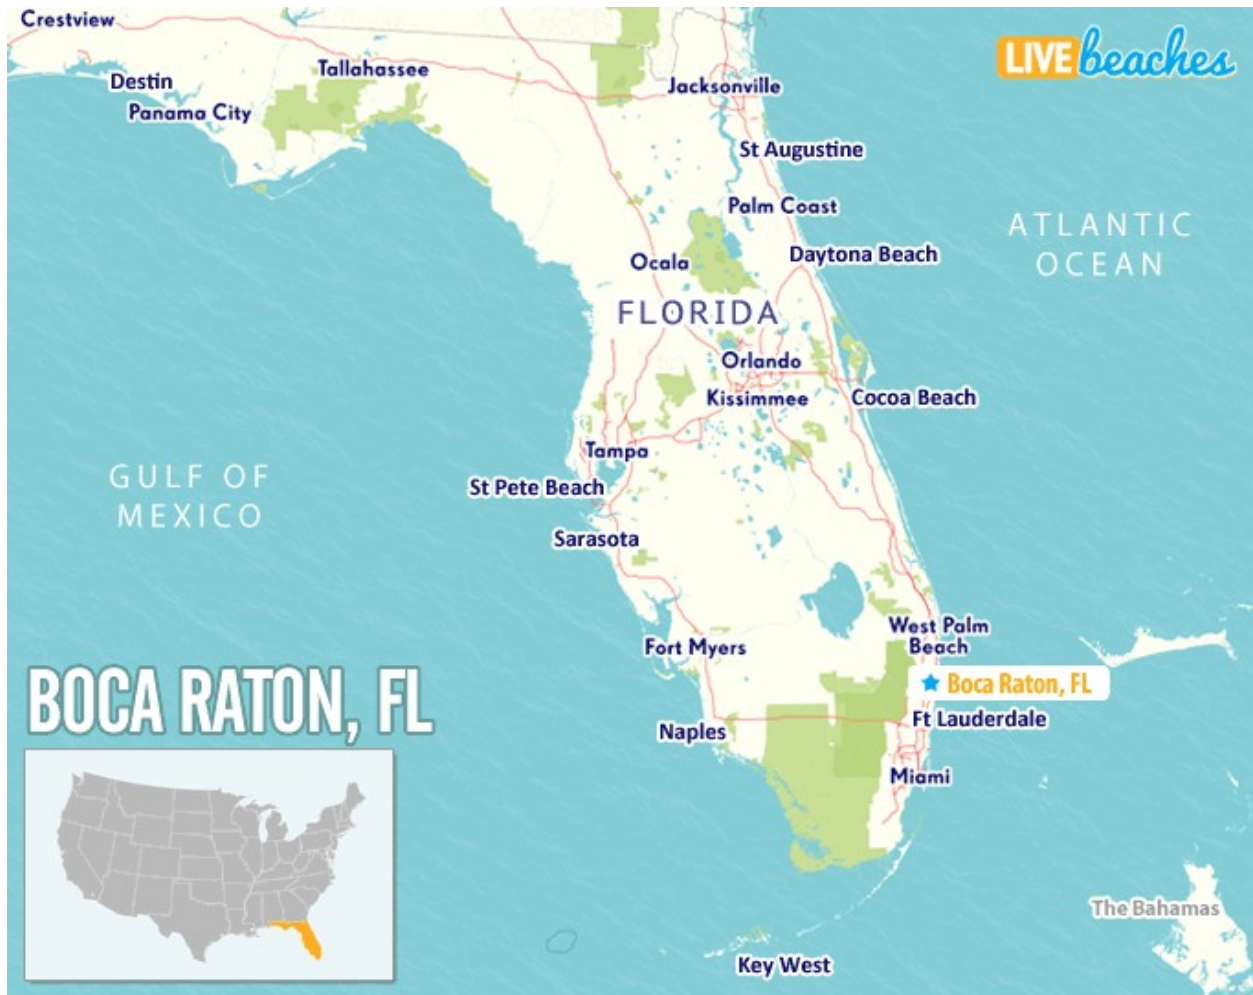 Crestview
LIVE beaches
Destin
Tallahassee
Jacksonville
Panama City
St Augustine
Palm Coast
ATLANTIC
OCEAN
Daytona Beach
Ocala
FLORIDA
Orlando
Kissimmee
Cocoa Beach
Tampa
GULF OF
MEXICO
St Pete Beach
Sarasota
West Palm
Beach
Fort Myers
Boca Raton, FL
BOCA RATON, FL
Ft Lauderdale
Naples
Miami
The Bahamas
Key West